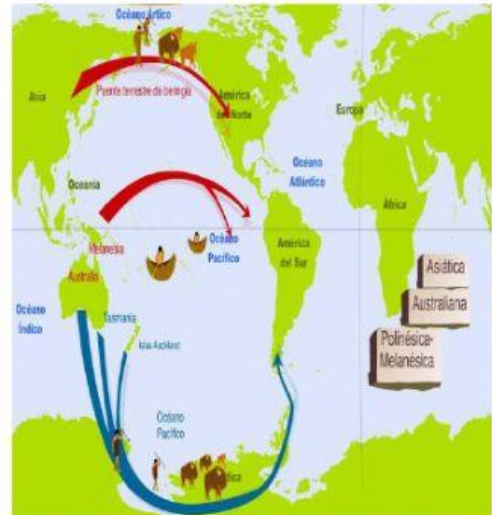 Océano Ártico
Puente terrestre de beringia
Asia
América
del Norte
Europa
Océano
Atlántico
Oceanía
África
Melanesia
Océano
Pacífico
América
del Sur
Australia
Océano
Índico
Tasmania
Islas Auckland
Océano
Pacífico
Asiática
Australiana
Polinésica-
Melanésica